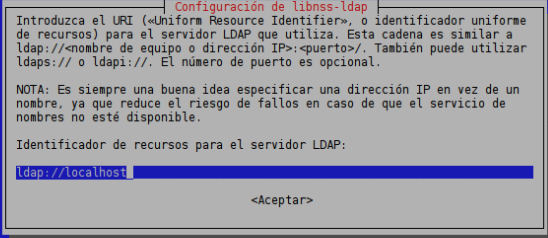 Configuración de libnss-ldap
Introduzca el URI («Uniform Resource Identifier», o identificador uniforme
de recursos) para el servidor LDAP que utiliza. Esta cadena es similar a
ldap://<nombre de equipo o dirección IP>:<puerto>/. También puede utilizar
ldaps:// o ldapi://. El número de puerto es opcional.
NOTA: Es siempre una buena idea especificar una dirección IP en vez de un
nombre, ya que reduce el riesgo de fallos en caso de que el servicio de
nombres no esté disponible.
Identificador de recursos para el servidor LDAP:
ldap://localhost
<Aceptar>